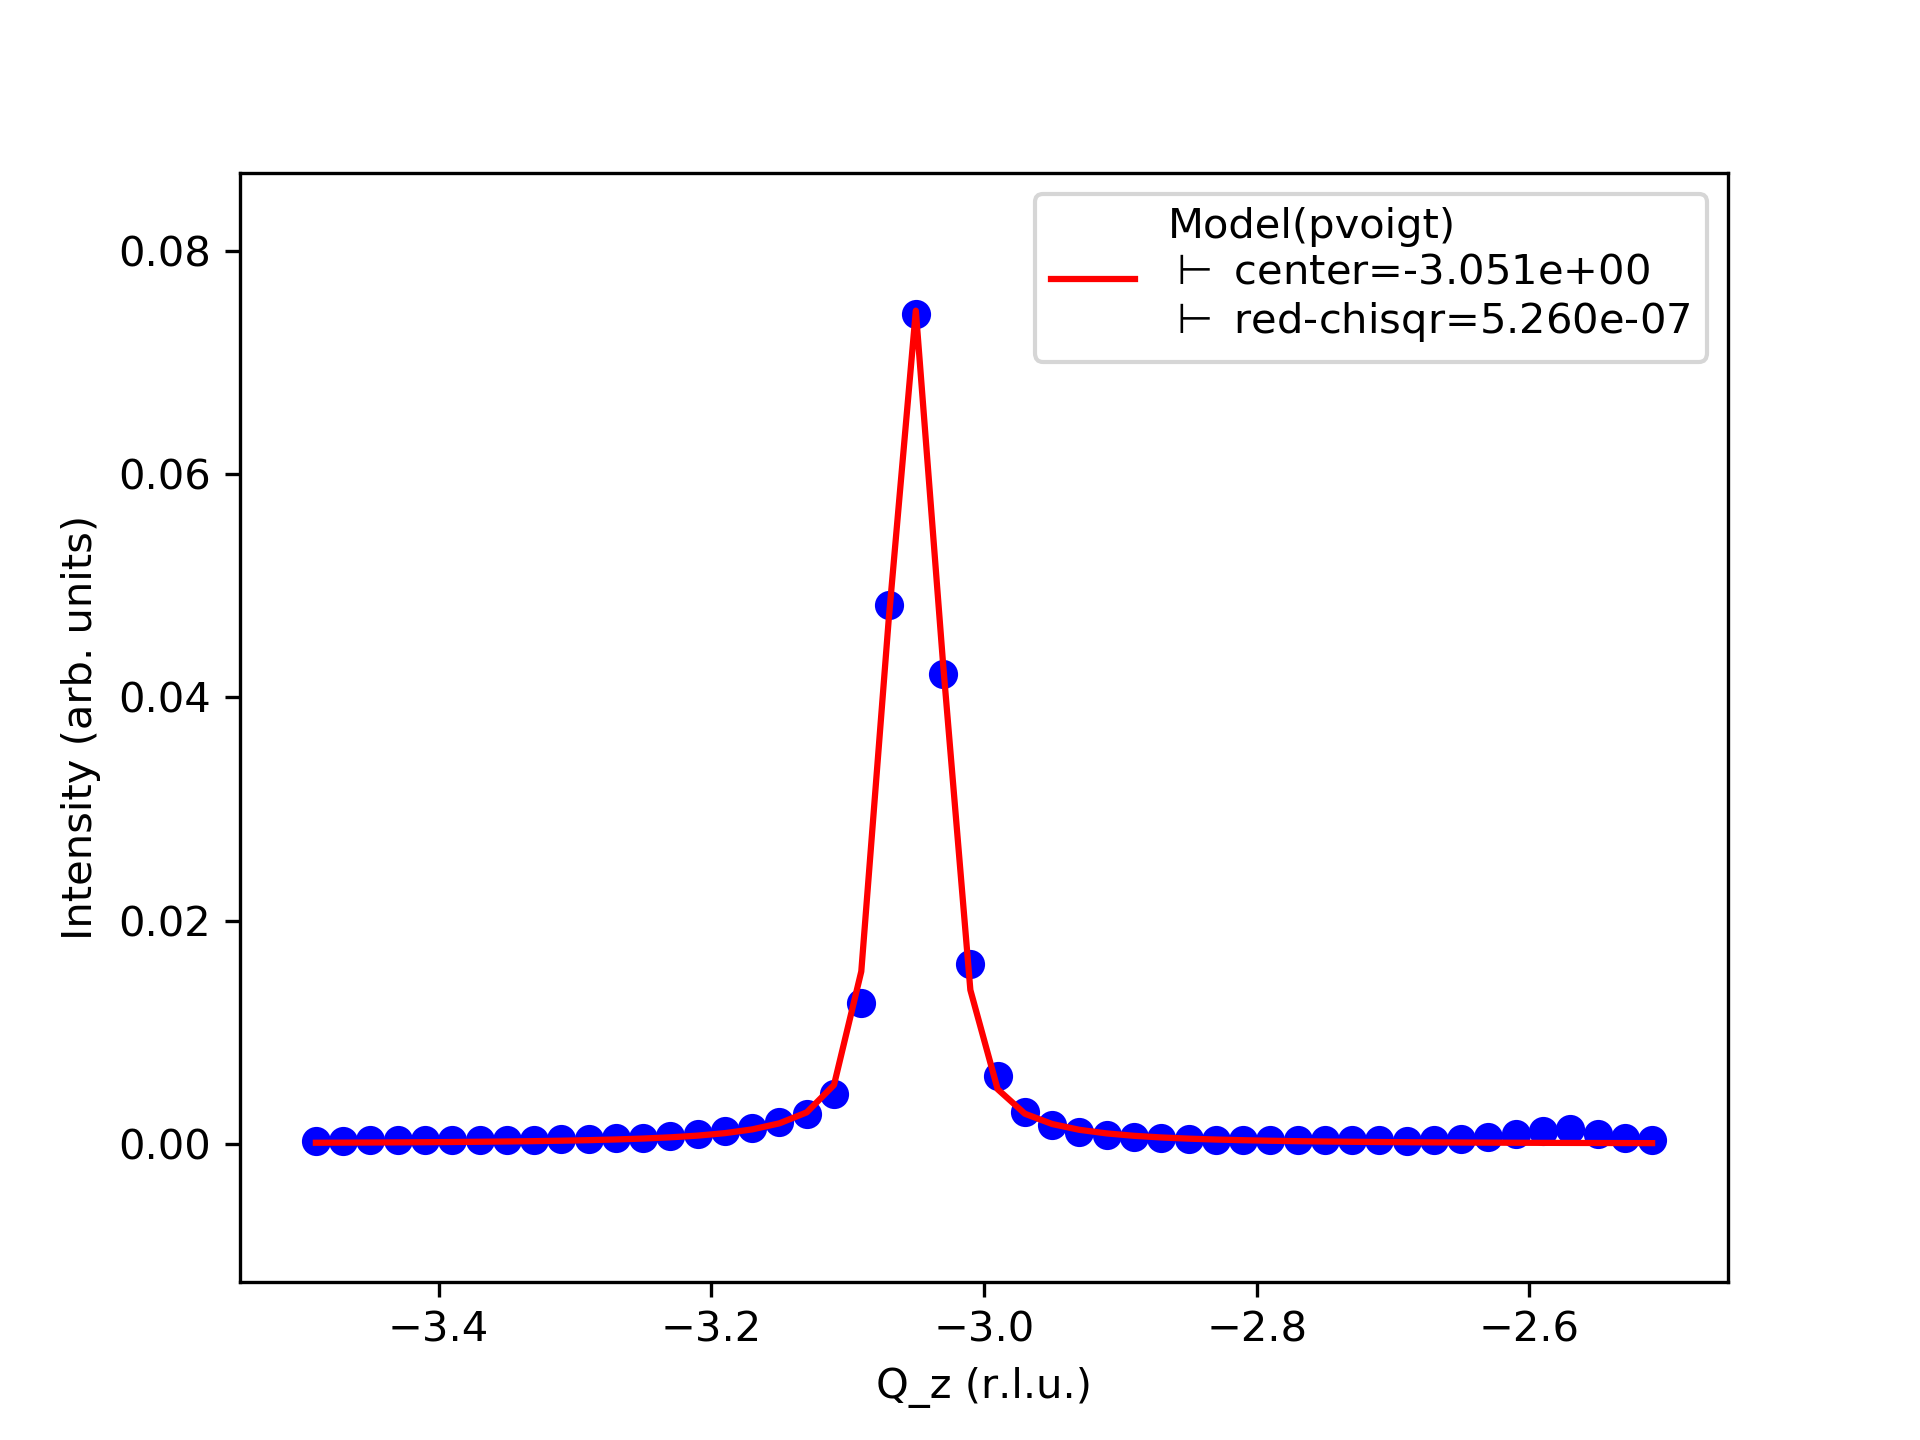 Model(pvoigt)
⊢ center=-3.051e+00
⊢ red-chisqr=5.260e-07
0.08
0.06
0.04
0.02
0.00
Intensity (arb. units)
−3.4 −3.2 −3.0 −2.8 −2.6
Q_z (r.l.u.)